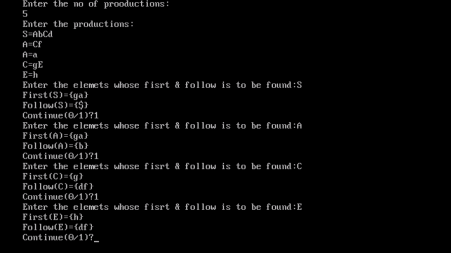 Enter the no of prooductions:
5
Enter the productions:
S=AbCd
A=Cf
A=a
C=gE
E=h
Enter the elemets whose fisrt & follow is to be found:S
First(S)={ga}
Follow(S)={$}
Continue(0/1)?1
Enter the elemets whose fisrt & follow is to be found:A
First(A)={ga}
Follow(A)={b}
Continue(0/1)?1
Enter the elemets whose fisrt & follow is to be found:C
First(C)={g}
Follow(C)={df}
Continue(0/1)?1
Enter the elemets whose fisrt & follow is to be found:E
First(E)={h}
Follow(E)={df}
Continue(0/1)?_